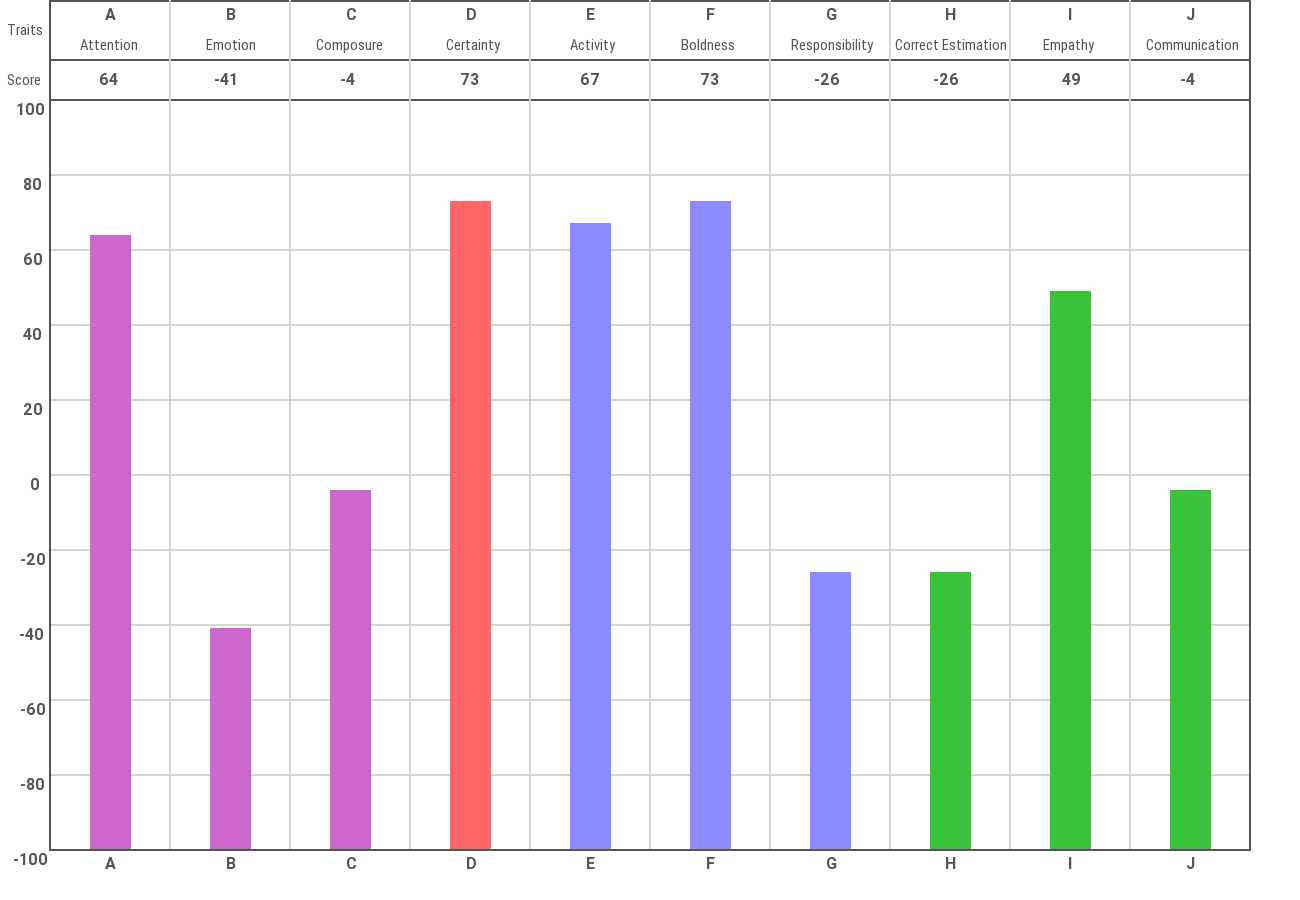 A B C D E F G H I J
Traits
Attention Emotion Composure Certainty Activity Boldness Responsibility Correct Estimation Empathy Communication
Score 64 -41 -4 73 67 73 -26 -26 49 -4
100
80
60
40
20
0
-20
-40
-60
-80
-100
A B C D E F G H I J